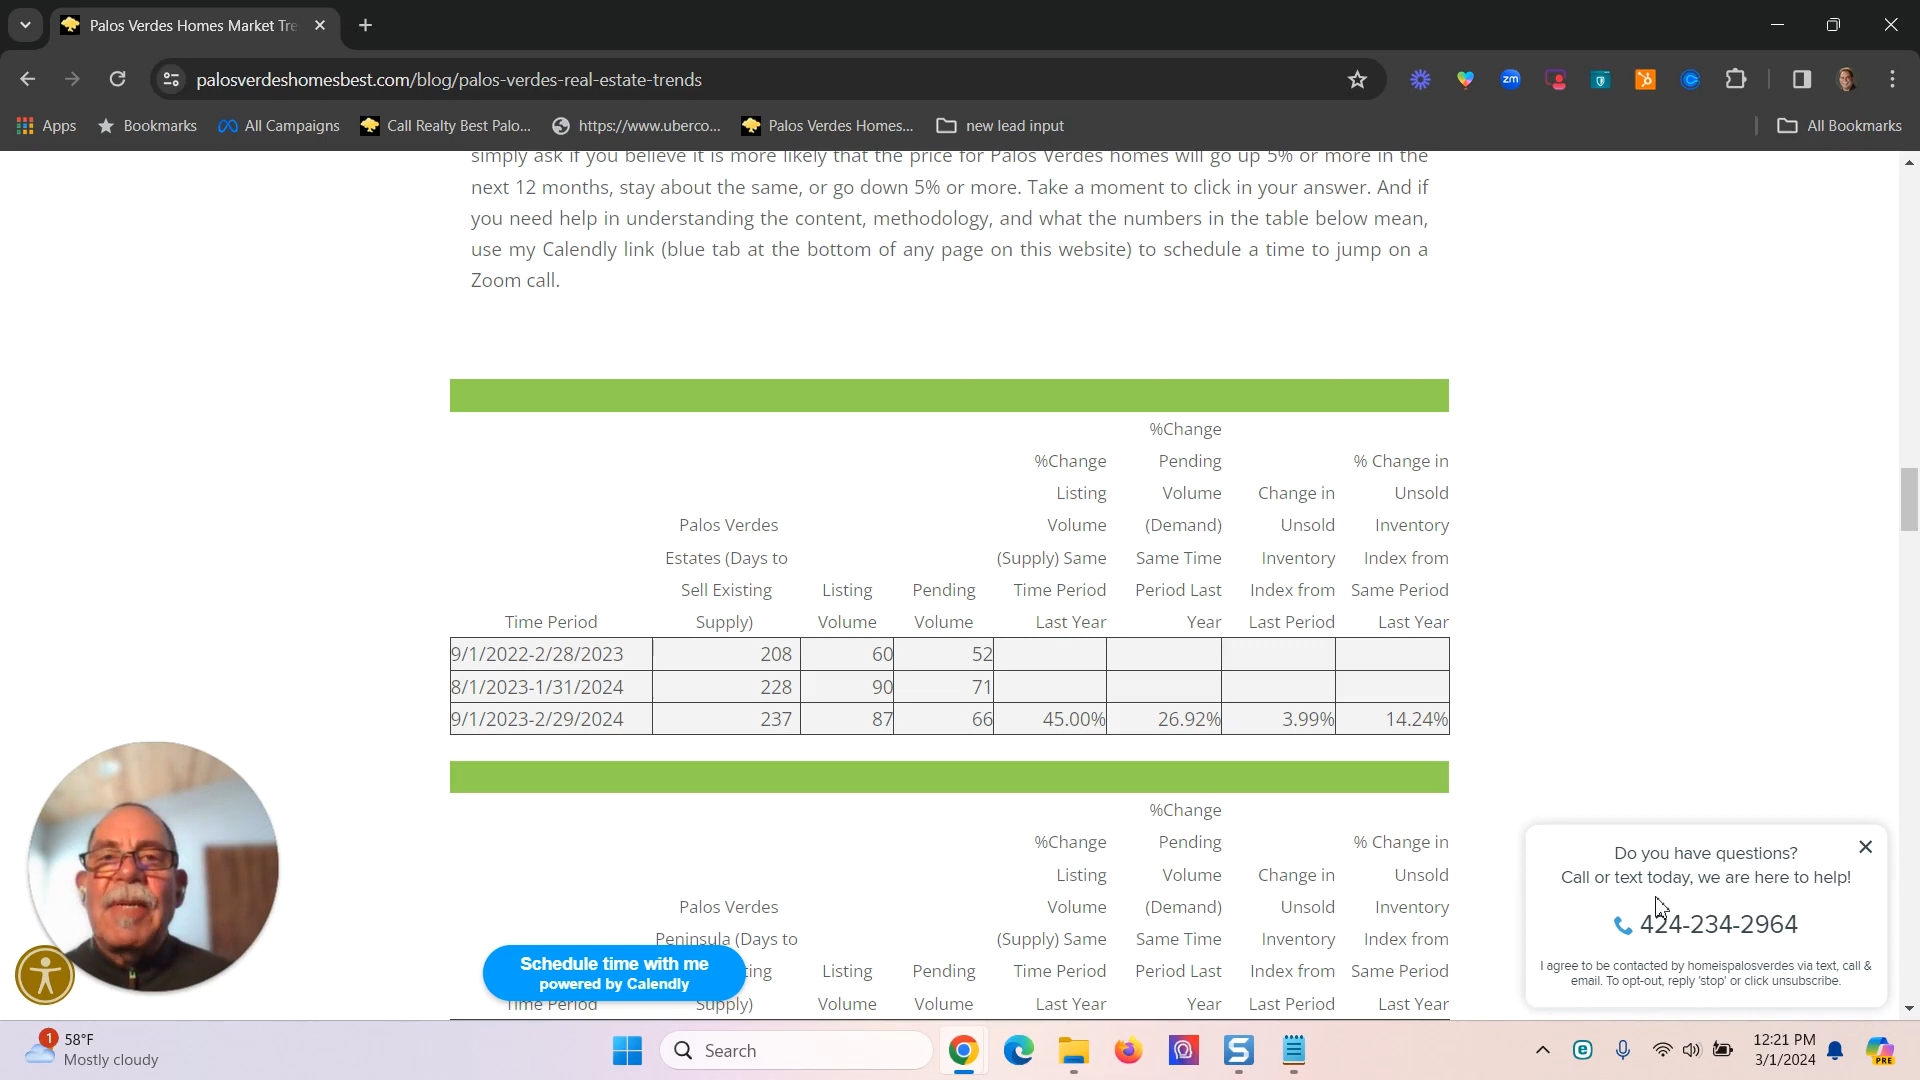 Palos Verdes Homes Market Tre
palosverdeshomesbest.com/blog/palos-verdes-real-estate-trends
zm
Apps Bookmarks All Campaigns Call Realty Best Palo... https://www.uberco... Palos Verdes Homes... new lead input All Bookmarks
simply ask if you believe it is more likely that the price for Palos Verdes homes will go up 5% or more in the
next 12 months, stay about the same, or go down 5% or more. Take a moment to click in your answer. And if
you need help in understanding the content, methodology, and what the numbers in the table below mean,
use my Calendly link (blue tab at the bottom of any page on this website) to schedule a time to jump on a
Zoom call.
%Change
%Change Pending % Change in
Listing Volume Change in Unsold
Palos Verdes Volume (Demand) Unsold Inventory
Estates (Days to (Supply) Same Same Time Inventory Index from
Sell Existing Listing Pending Time Period Period Last Index from Same Period
Time Period Supply) Volume Volume Last Year Year Last Period Last Year
9/1/2022-2/28/2023 208 60 52
8/1/2023-1/31/2024 228 90 71
9/1/2023-2/29/2024 237 87 66 45.00% 26.92% 3.99% 14.24%
%Change
%Change Pending % Change in
Listing Volume Change in Unsold
Palos Verdes Volume (Demand) Unsold Inventory
Peninsula (Days to (Supply) Same Same Time Inventory Index from
ing Listing Pending Time Period Period Last Index from Same Period
Time Period Supply) Volume Volume Last Year Year Last Period Last Year
Schedule time with me
powered by Calendly
Do you have questions?
Call or text today, we are here to help!
424-234-2964
I agree to be contacted by homeispalosverdes via text, call &
email. To opt-out, reply 'stop' or click unsubscribe.
1
58°F
Mostly cloudy
Search
12:21 PM
3/1/2024
PRE